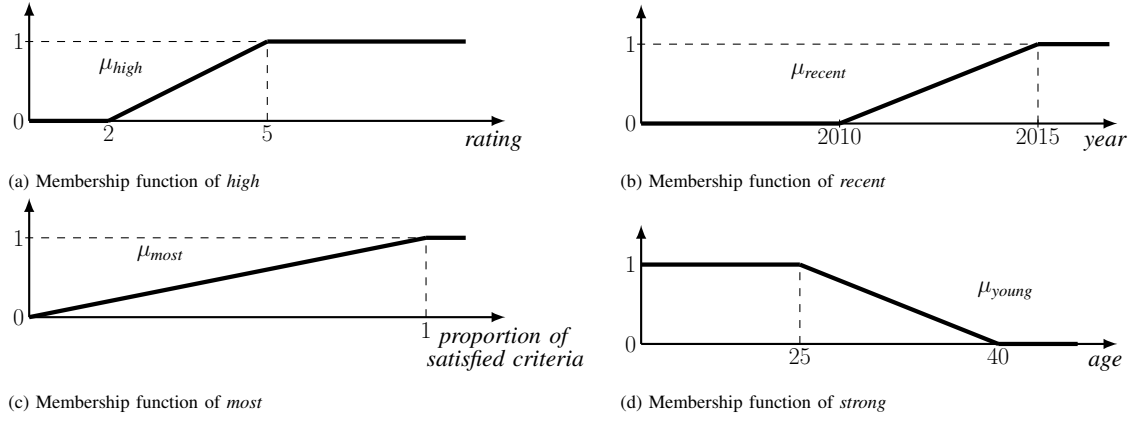 1
μhigh
0
2
5
rating
(a) Membership function of high
1
μrecent
0
2010
2015
year
(b) Membership function of recent
1
μmost
0
1
proportion of
satisfied criteria
(c) Membership function of most
1
μyoung
0
25
40
age
(d) Membership function of strong